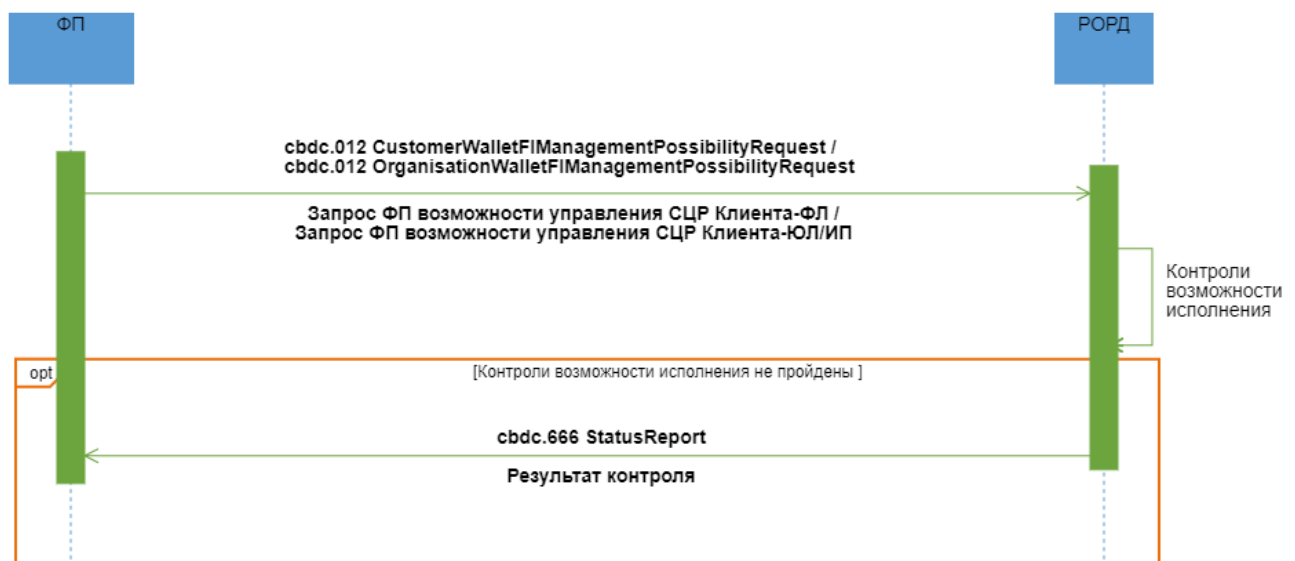 ФП
РОРД
cbdc.012 CustomerWalletFIManagementPossibilityRequest /
cbdc.012 OrganisationWalletFIManagementPossibilityRequest
Запрос ФП возможности управления СЦР Клиента-ФЛ /
Запрос ФП возможности управления СЦР Клиента-ЮЛ/ИП
Контроли
возможности
исполнения
opt
[Контроли возможности исполнения не пройдены ]
cbdc.666 StatusReport
Результат контроля